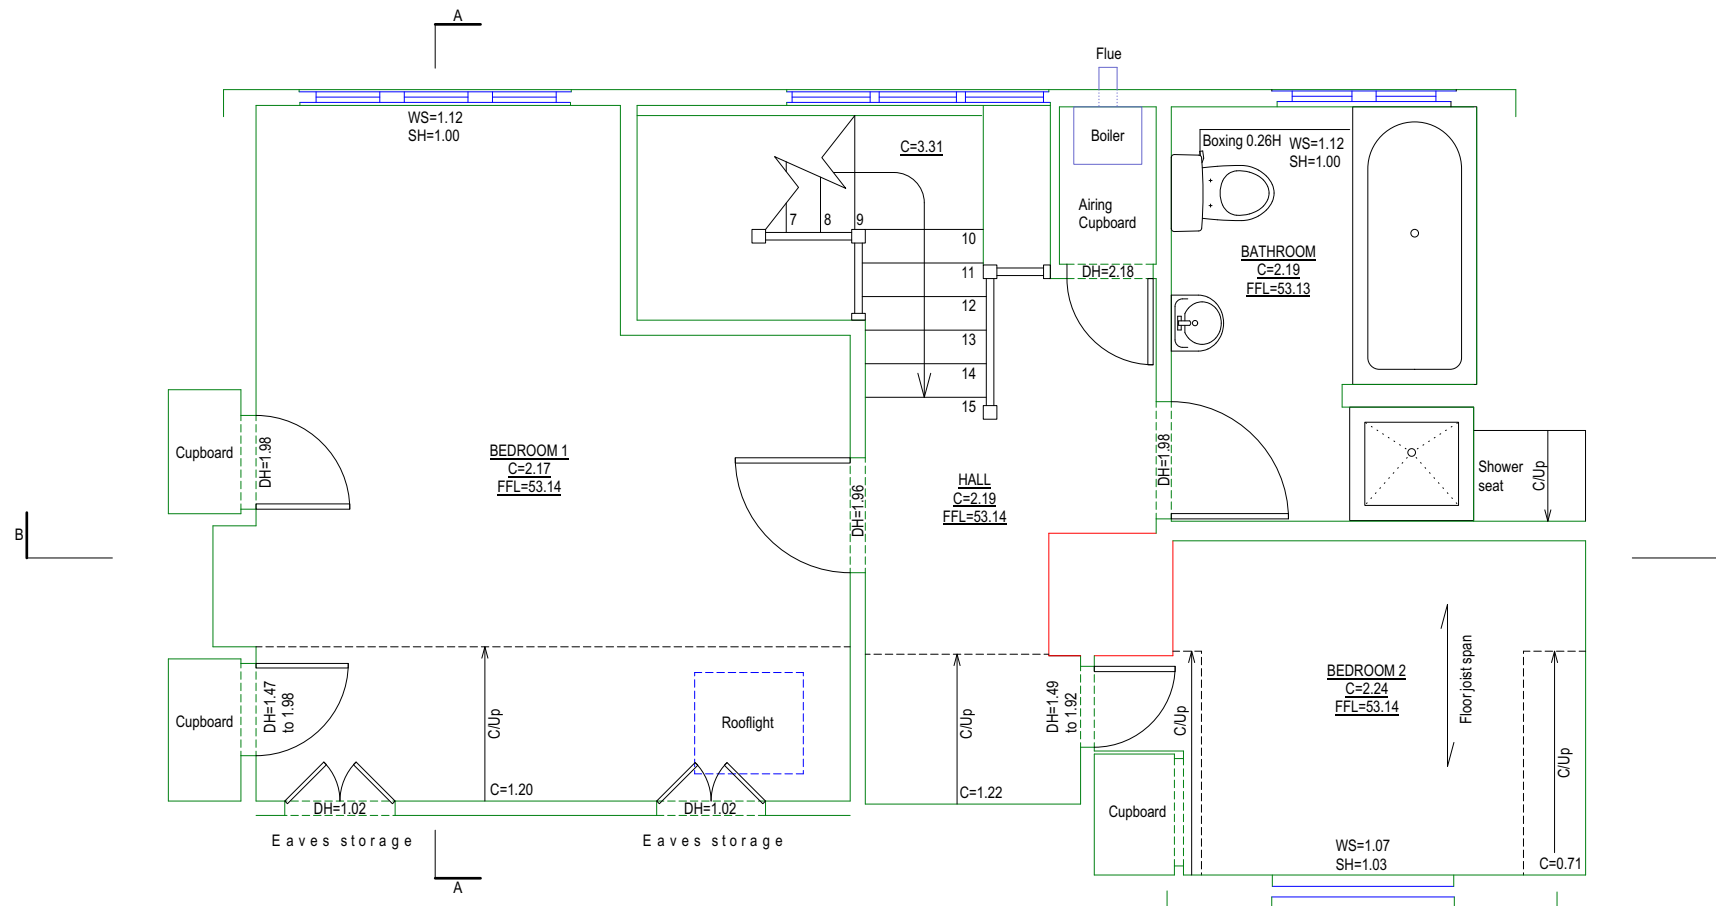 A
Flue
WS=1.12
SH=1.00
C=3.31
Boiler
Boxing 0.26H
WS=1.12
SH=1.00
Airing
Cupboard
7
8
9
10
11
12
13
14
15
DH=2.18
BATHROOM
C=2.19
FFL=53.13
Cupboard
DH=1.98
BEDROOM 1
C=2.17
FFL=53.14
DH=1.96
HALL
C=2.19
FFL=53.14
DH=1.98
Shower
seat
C/Up
B
Cupboard
DH=1.47
to 1.98
C/Up
Rooflight
C/Up
DH=1.49
to 1.92
C/Up
BEDROOM 2
C=2.24
FFL=53.14
Floor joist span
C/Up
C=1.20
C=1.22
DH=1.02
DH=1.02
Cupboard
Eaves storage
Eaves storage
WS=1.07
SH=1.03
C=0.71
A